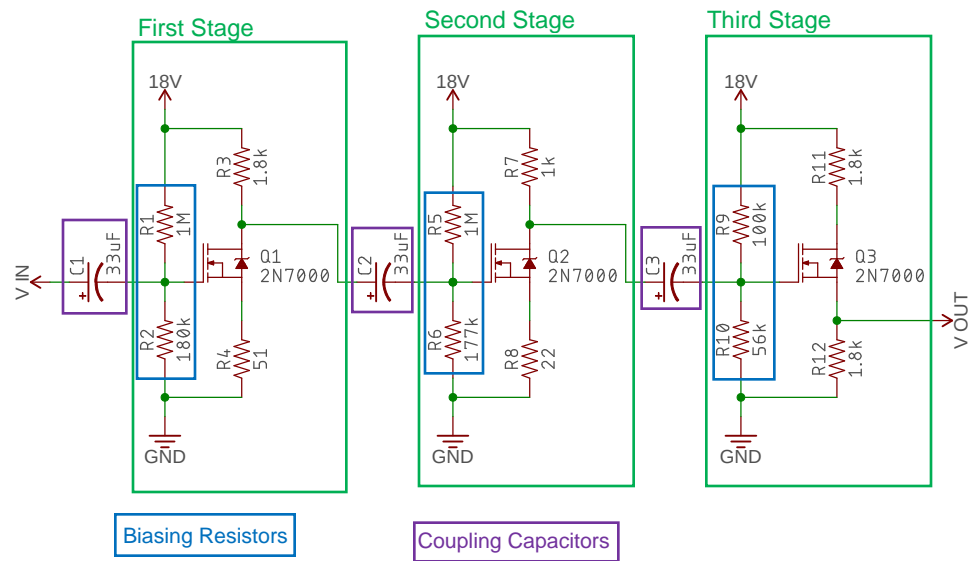 First Stage
Second Stage
Third Stage
18V
R3
1.8k
R1
1M
C1
33uF
V IN
Q1
2N7000
R2
180k
R4
51
GND
18V
R7
1k
R5
1M
C2
33uF
Q2
2N7000
R6
177k
R8
22
GND
18V
R11
1.8k
R9
100k
C3
33uF
Q3
2N7000
R10
56k
R12
1.8k
V OUT
GND
Biasing Resistors
Coupling Capacitors